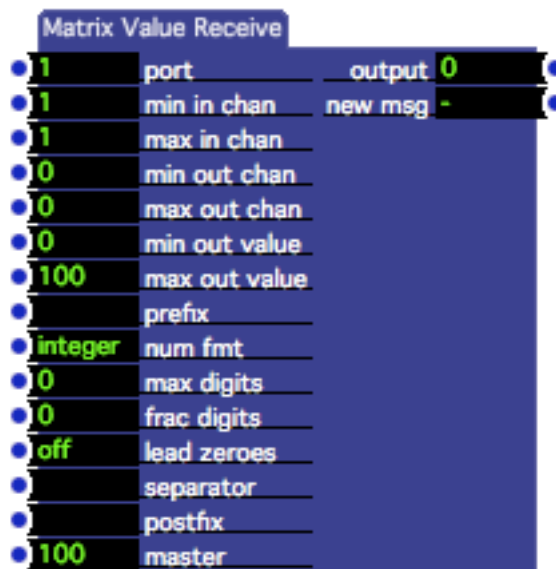 Matrix Value Receive
1 port output 0
1 min in chan new msg -
1 max in chan
0 min out chan
0 max out chan
0 min out value
100 max out value
prefix
integer num fmt
0 max digits
0 frac digits
off lead zeroes
separator
postfix
100 master